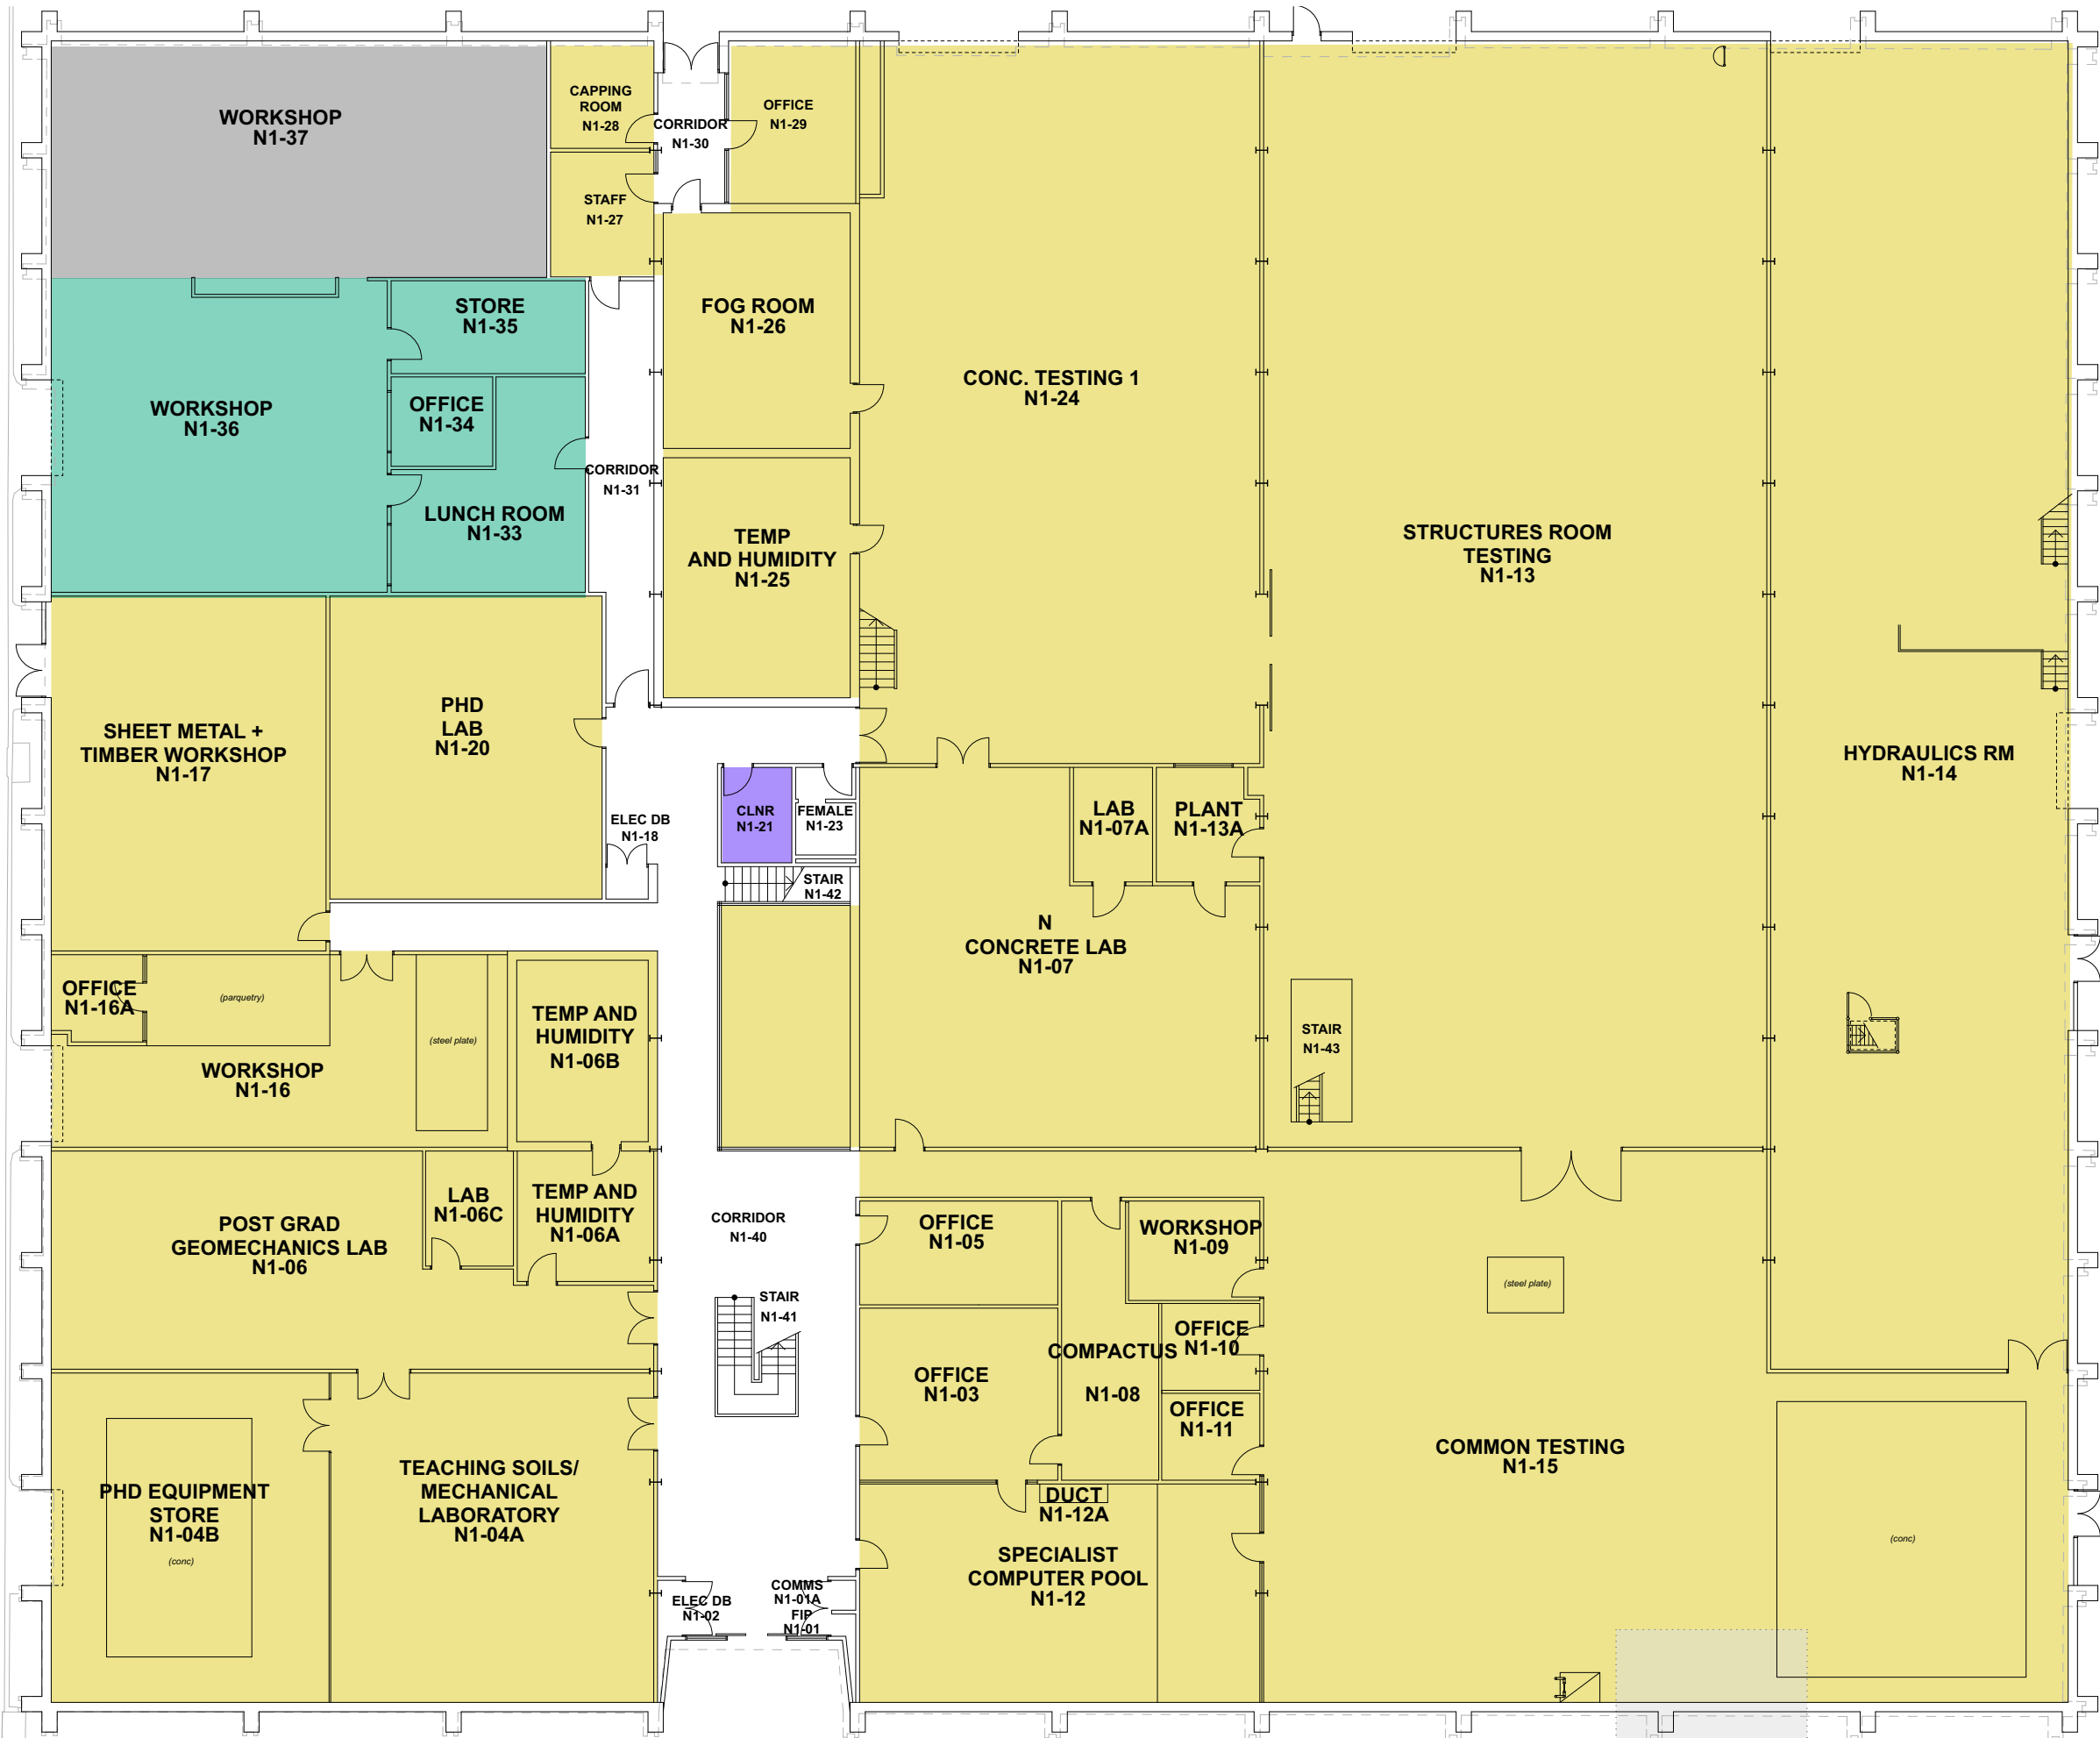 WORKSHOP
N1-37
CAPPING
ROOM
N1-28
CORRIDOR
N1-30
OFFICE
N1-29
STAFF
N1-27
STORE
N1-35
FOG ROOM
N1-26
WORKSHOP
N1-36
OFFICE
N1-34
CONC. TESTING 1
N1-24
CORRIDOR
N1-31
LUNCH ROOM
N1-33
TEMP
AND HUMIDITY
N1-25
STRUCTURES ROOM
TESTING
N1-13
SHEET METAL +
TIMBER WORKSHOP
N1-17
PHD
LAB
N1-20
HYDRAULICS RM
N1-14
ELEC DB
N1-18
CLNR
N1-21
FEMALE
N1-23
LAB
N1-07A
PLANT
N1-13A
STAIR
N1-42
N
CONCRETE LAB
N1-07
OFFICE
N1-16A
(parquetry)
(steel plate)
TEMP AND
HUMIDITY
N1-06B
STAIR
N1-43
WORKSHOP
N1-16
POST GRAD
GEOMECHANICS LAB
N1-06
LAB
N1-06C
TEMP AND
HUMIDITY
N1-06A
CORRIDOR
N1-40
OFFICE
N1-05
WORKSHOP
N1-09
(steel plate)
STAIR
N1-41
OFFICE
N1-03
COMPACTUS
N1-08
OFFICE
N1-10
OFFICE
N1-11
COMMON TESTING
N1-15
PHD EQUIPMENT
STORE
N1-04B
(conc)
TEACHING SOILS/
MECHANICAL
LABORATORY
N1-04A
DUCT
N1-12A
SPECIALIST
COMPUTER POOL
N1-12
(conc)
ELEC DB
N1-02
COMMS
N1-01A
FIP
N1-01